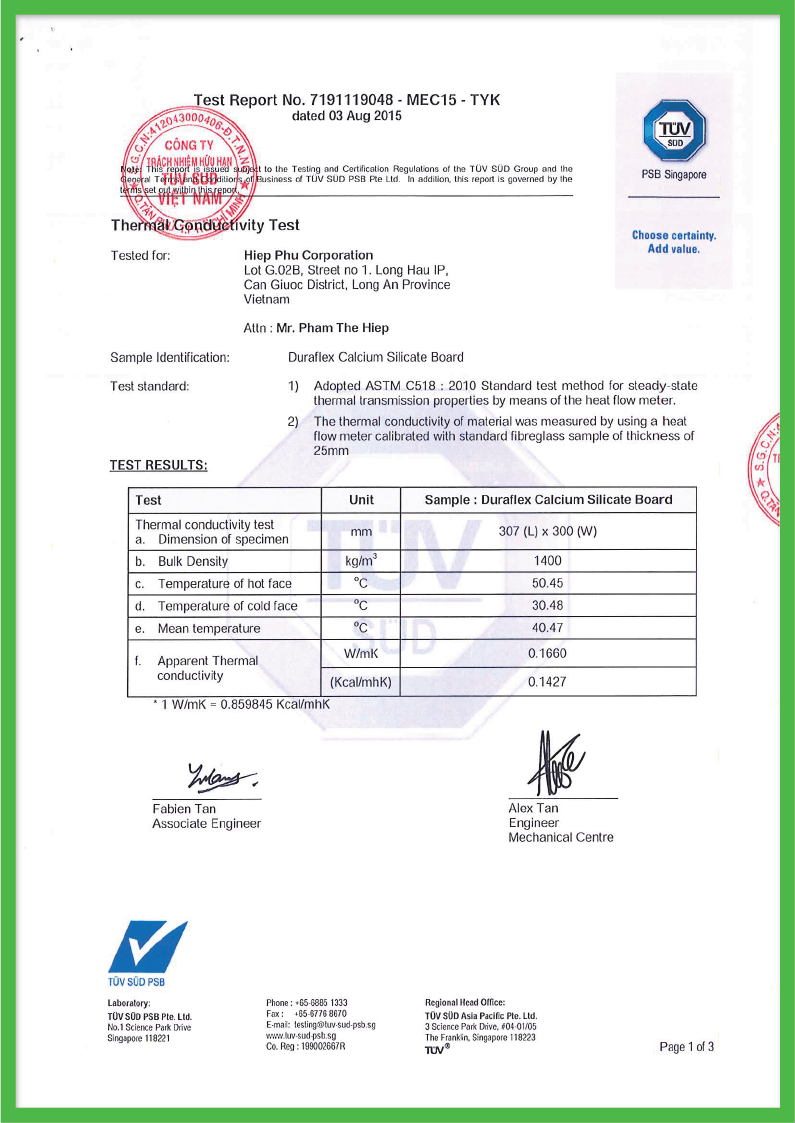 Test Report No. 7191119048 - MEC15 - TYK
dated 03 Aug 2015
S.G.C.N:412043000406-Đ.T.N.N
CÔNG TY
TRÁCH NHIỆM HỮU HẠN
TÜV SÜD
VIỆT NAM
Note: This report is issued subject to the Testing and Certification Regulations of the TÜV SÜD Group and the
General Terms and Conditions of Business of TÜV SÜD PSB Pte Ltd. In addition, this report is governed by the
terms set out within this report.
TÜV
SÜD
PSB Singapore
Choose certainty.
Add value.
Thermal Conductivity Test
Tested for:
Hiep Phu Corporation
Lot G.02B, Street no 1. Long Hau IP,
Can Giuoc District, Long An Province
Vietnam
Attn : Mr. Pham The Hiep
Sample Identification: Duraflex Calcium Silicate Board
Test standard: 1) Adopted ASTM C518 : 2010 Standard test method for steady-state
thermal transmission properties by means of the heat flow meter.
2) The thermal conductivity of material was measured by using a heat
flow meter calibrated with standard fibreglass sample of thickness of
25mm
TEST RESULTS:
Test Unit Sample : Duraflex Calcium Silicate Board
Thermal conductivity test
a. Dimension of specimen mm 307 (L) x 300 (W)
b. Bulk Density kg/m³ 1400
c. Temperature of hot face °C 50.45
d. Temperature of cold face °C 30.48
e. Mean temperature °C 40.47
f. Apparent Thermal
conductivity
W/mK 0.1660
(Kcal/mhK) 0.1427
* 1 W/mK = 0.859845 Kcal/mhK
TÜV
SÜD
Fabien Tan
Associate Engineer
Alex Tan
Engineer
Mechanical Centre
TÜV SÜD PSB
Laboratory:
TÜV SÜD PSB Pte. Ltd.
No.1 Science Park Drive
Singapore 118221
Phone : +65-6885 1333
Fax : +65-6776 8670
E-mail: testing@tuv-sud-psb.sg
www.tuv-sud-psb.sg
Co. Reg : 199002667R
Regional Head Office:
TÜV SÜD Asia Pacific Pte. Ltd.
3 Science Park Drive, #04-01/05
The Franklin, Singapore 118223
TÜV®
Page 1 of 3